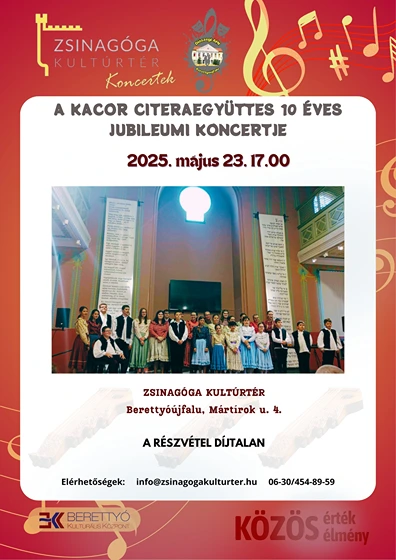 ZSINAGÓGA
KULTÚRTÉR
Koncertek
A KACOR CITERAEGYÜTTES 10 ÉVES
JUBILEUMI KONCERTJE
2025. május 23. 17.00
ZSINAGÓGA KULTÚRTÉR
Berettyóújfalu, Mártírok u. 4.
A RÉSZVÉTEL DÍJTALAN
Elérhetőségek: info@zsinagogakulturter.hu 06-30/454-89-59
BERETTYÓ
KULTURÁLIS KÖZPONT
KÖZÖS érték
élmény